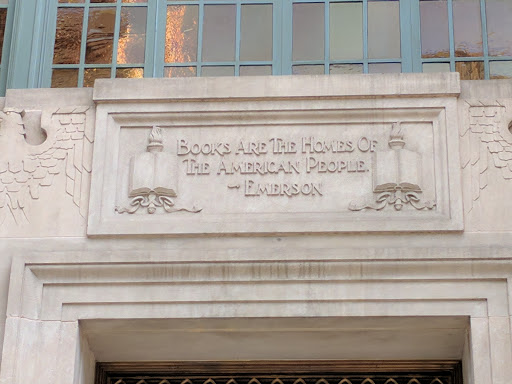 Books Are The Homes Of
The American People.
— Emerson